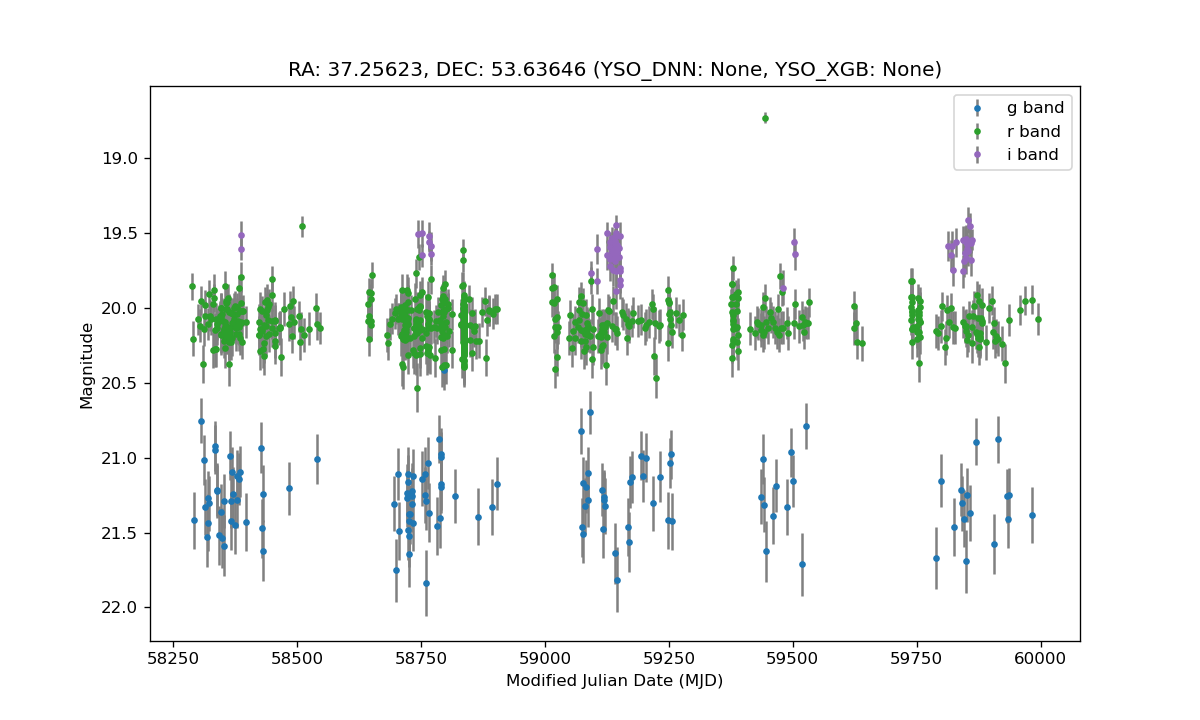 RA: 37.25623, DEC: 53.63646 (YSO_DNN: None, YSO_XGB: None)
g band
r band
i band
19.0
19.5
20.0
20.5
21.0
21.5
22.0
Magnitude
58250 58500 58750 59000 59250 59500 59750 60000
Modified Julian Date (MJD)